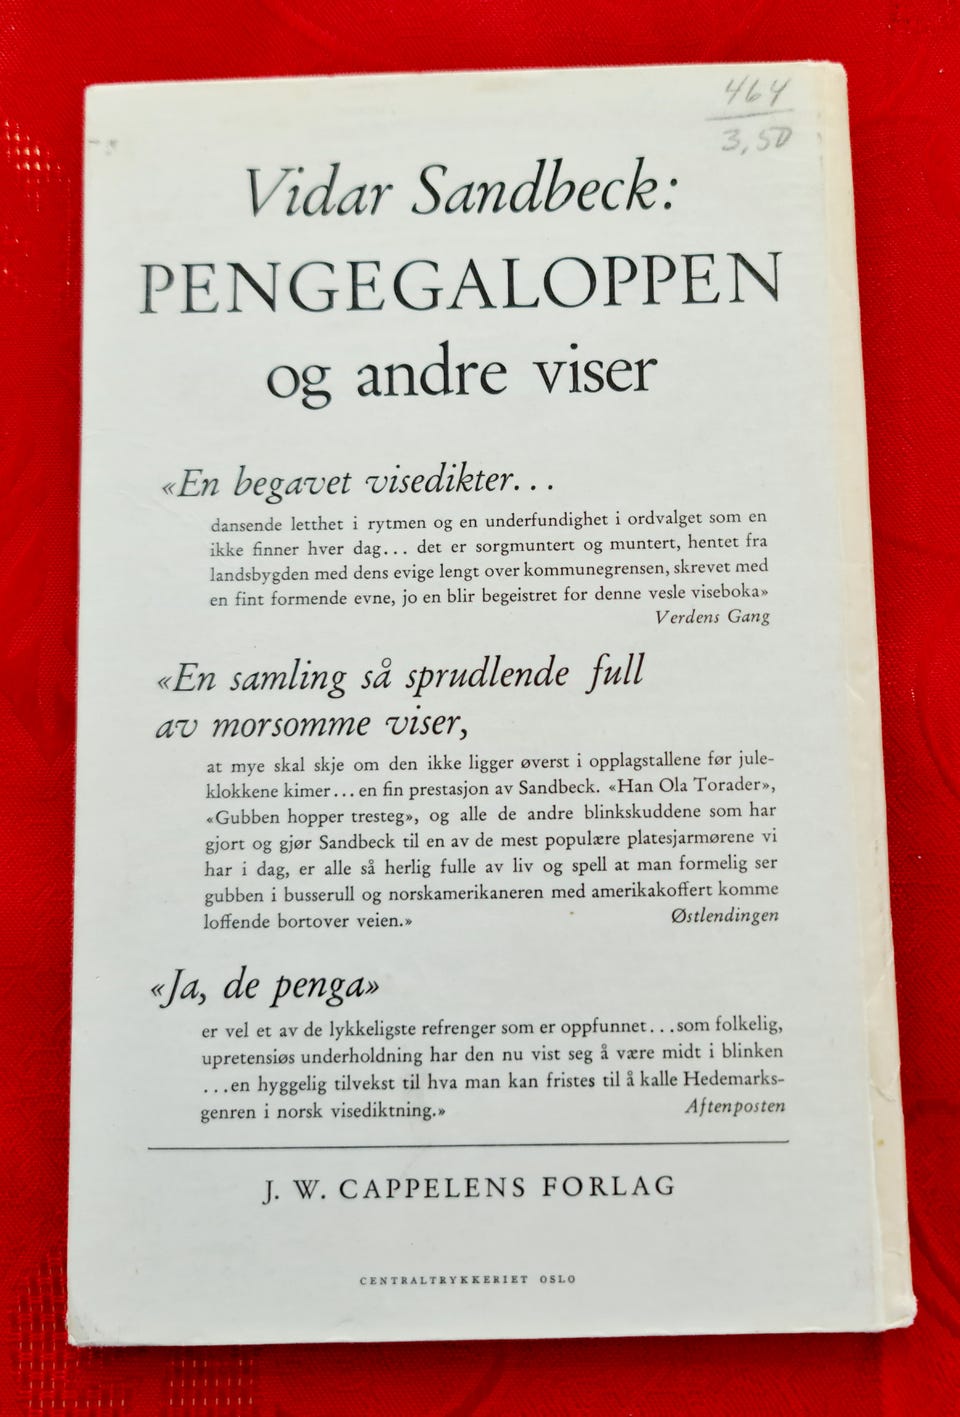 464
3,50
Vidar Sandbeck:
PENGEGALOPPEN
og andre viser
«En begavet visedikter...
dansende letthet i rytmen og en underfundighet i ordvalget som en
ikke finner hver dag... det er sorgmuntert og muntert, hentet fra
landsbygden med dens evige lengt over kommunegrensen, skrevet med
en fint formende evne, jo en blir begeistret for denne vesle viseboka»
Verdens Gang
«En samling så sprudlende full
av morsomme viser,
at mye skal skje om den ikke ligger øverst i opplagstallene før jule-
klokkene kimer... en fin prestasjon av Sandbeck. «Han Ola Torader»,
«Gubben hopper tresteg», og alle de andre blinkskuddene som har
gjort og gjør Sandbeck til en av de mest populære platesjarmørene vi
har i dag, er alle så herlig fulle av liv og spell at man formelig ser
gubben i busserull og norskamerikaneren med amerikakoffert komme
loffende bortover veien.»
Østlendingen
«Ja, de penga»
er vel et av de lykkeligste refrenger som er oppfunnet...som folkelig,
upretensiøs underholdning har den nu vist seg å være midt i blinken
...en hyggelig tilvekst til hva man kan fristes til å kalle Hedemarks-
genren i norsk visediktning.»
Aftenposten
J. W. CAPPELENS FORLAG
CENTRALTRYKKERIET OSLO